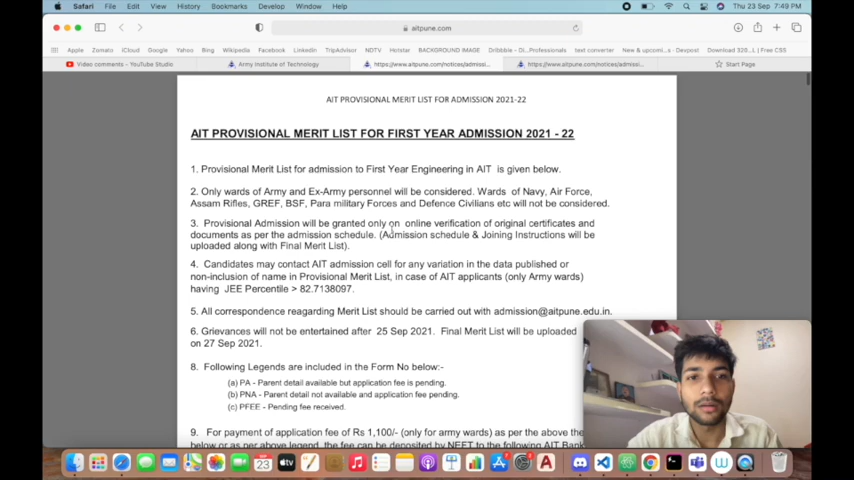 Safari File Edit View History Bookmarks Develop Window Help Thu 23 Sep 7:49 PM
aitpune.com
Apple Zomato iCloud Google Yahoo Bing Wikipedia Facebook LinkedIn TripAdvisor NDTV Hotstar BACKGROUND IMAGE Dribbble - Di...Professionals text converter New & upcomi...s - Devpost Download 320...L | Free CSS
Video comments - YouTube Studio Army Institute of Technology https://www.aitpune.com/notices/admissi... https://www.aitpune.com/notices/admissi... Start Page
AIT PROVISIONAL MERIT LIST FOR ADMISSION 2021-22
AIT PROVISIONAL MERIT LIST FOR FIRST YEAR ADMISSION 2021 - 22
1. Provisional Merit List for admission to First Year Engineering in AIT is given below.
2. Only wards of Army and Ex-Army personnel will be considered. Wards of Navy, Air Force,
Assam Rifles, GREF, BSF, Para military Forces and Defence Civilians etc will not be considered.
3. Provisional Admission will be granted only on online verification of original certificates and
documents as per the admission schedule. (Admission schedule & Joining Instructions will be
uploaded along with Final Merit List).
4. Candidates may contact AIT admission cell for any variation in the data published or
non-inclusion of name in Provisional Merit List, in case of AIT applicants (only Army wards)
having JEE Percentile > 82.7138097.
5. All correspondence reagarding Merit List should be carried out with admission@aitpune.edu.in.
6. Grievances will not be entertained after 25 Sep 2021. Final Merit List will be uploaded
on 27 Sep 2021.
8. Following Legends are included in the Form No below:-
(a) PA - Parent detail available but application fee is pending.
(b) PNA - Parent detail not available and application fee pending.
(c) PFEE - Pending fee received.
9. For payment of application fee of Rs 1,100/- (only for army wards) as per the above the
below or as per above legend, the fee can be deposited by NEFT to the following AIT Bank
SEP
23